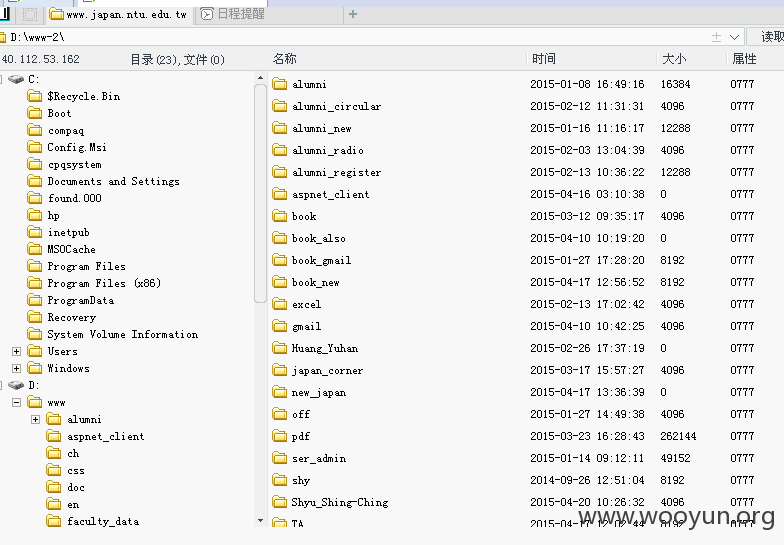 www.japan.ntu.edu.tw 日程提醒 +
D:\www-2\ 读取
40.112.53.162 目录(23),文件(0) 名称 时间 大小 属性
C:
$Recycle.Bin
Boot
compaq
Config.Msi
cpqsystem
Documents and Settings
found.000
hp
inetpub
MSOCache
Program Files
Program Files (x86)
ProgramData
Recovery
System Volume Information
Users
Windows
D:
www
alumni
aspnet_client
ch
css
doc
en
faculty_data
alumni 2015-01-08 16:49:16 16384 0777
alumni_circular 2015-02-12 11:31:31 4096 0777
alumni_new 2015-01-16 11:16:17 12288 0777
alumni_radio 2015-02-03 13:04:39 4096 0777
alumni_register 2015-02-13 10:36:22 12288 0777
aspnet_client 2015-04-16 03:10:38 0 0777
book 2015-03-12 09:35:17 4096 0777
book_also 2015-04-10 10:19:20 0 0777
book_gmail 2015-01-27 17:28:20 8192 0777
book_new 2015-04-17 12:56:52 8192 0777
excel 2015-02-13 17:02:42 4096 0777
gmail 2015-04-10 10:42:25 4096 0777
Huang_Yuhan 2015-02-26 17:37:19 0 0777
japan_corner 2015-03-17 15:57:27 4096 0777
new_japan 2015-04-17 13:36:39 0 0777
off 2015-01-27 14:49:38 4096 0777
pdf 2015-03-23 16:28:43 262144 0777
ser_admin 2015-01-14 09:12:11 49152 0777
shy 2014-09-26 12:51:04 8192 0777
Shyu_Shing-Ching 2015-04-20 10:26:32 4096 0777
TA 2015-04-17 12:02:44 8192 0777
www.wooyun.org